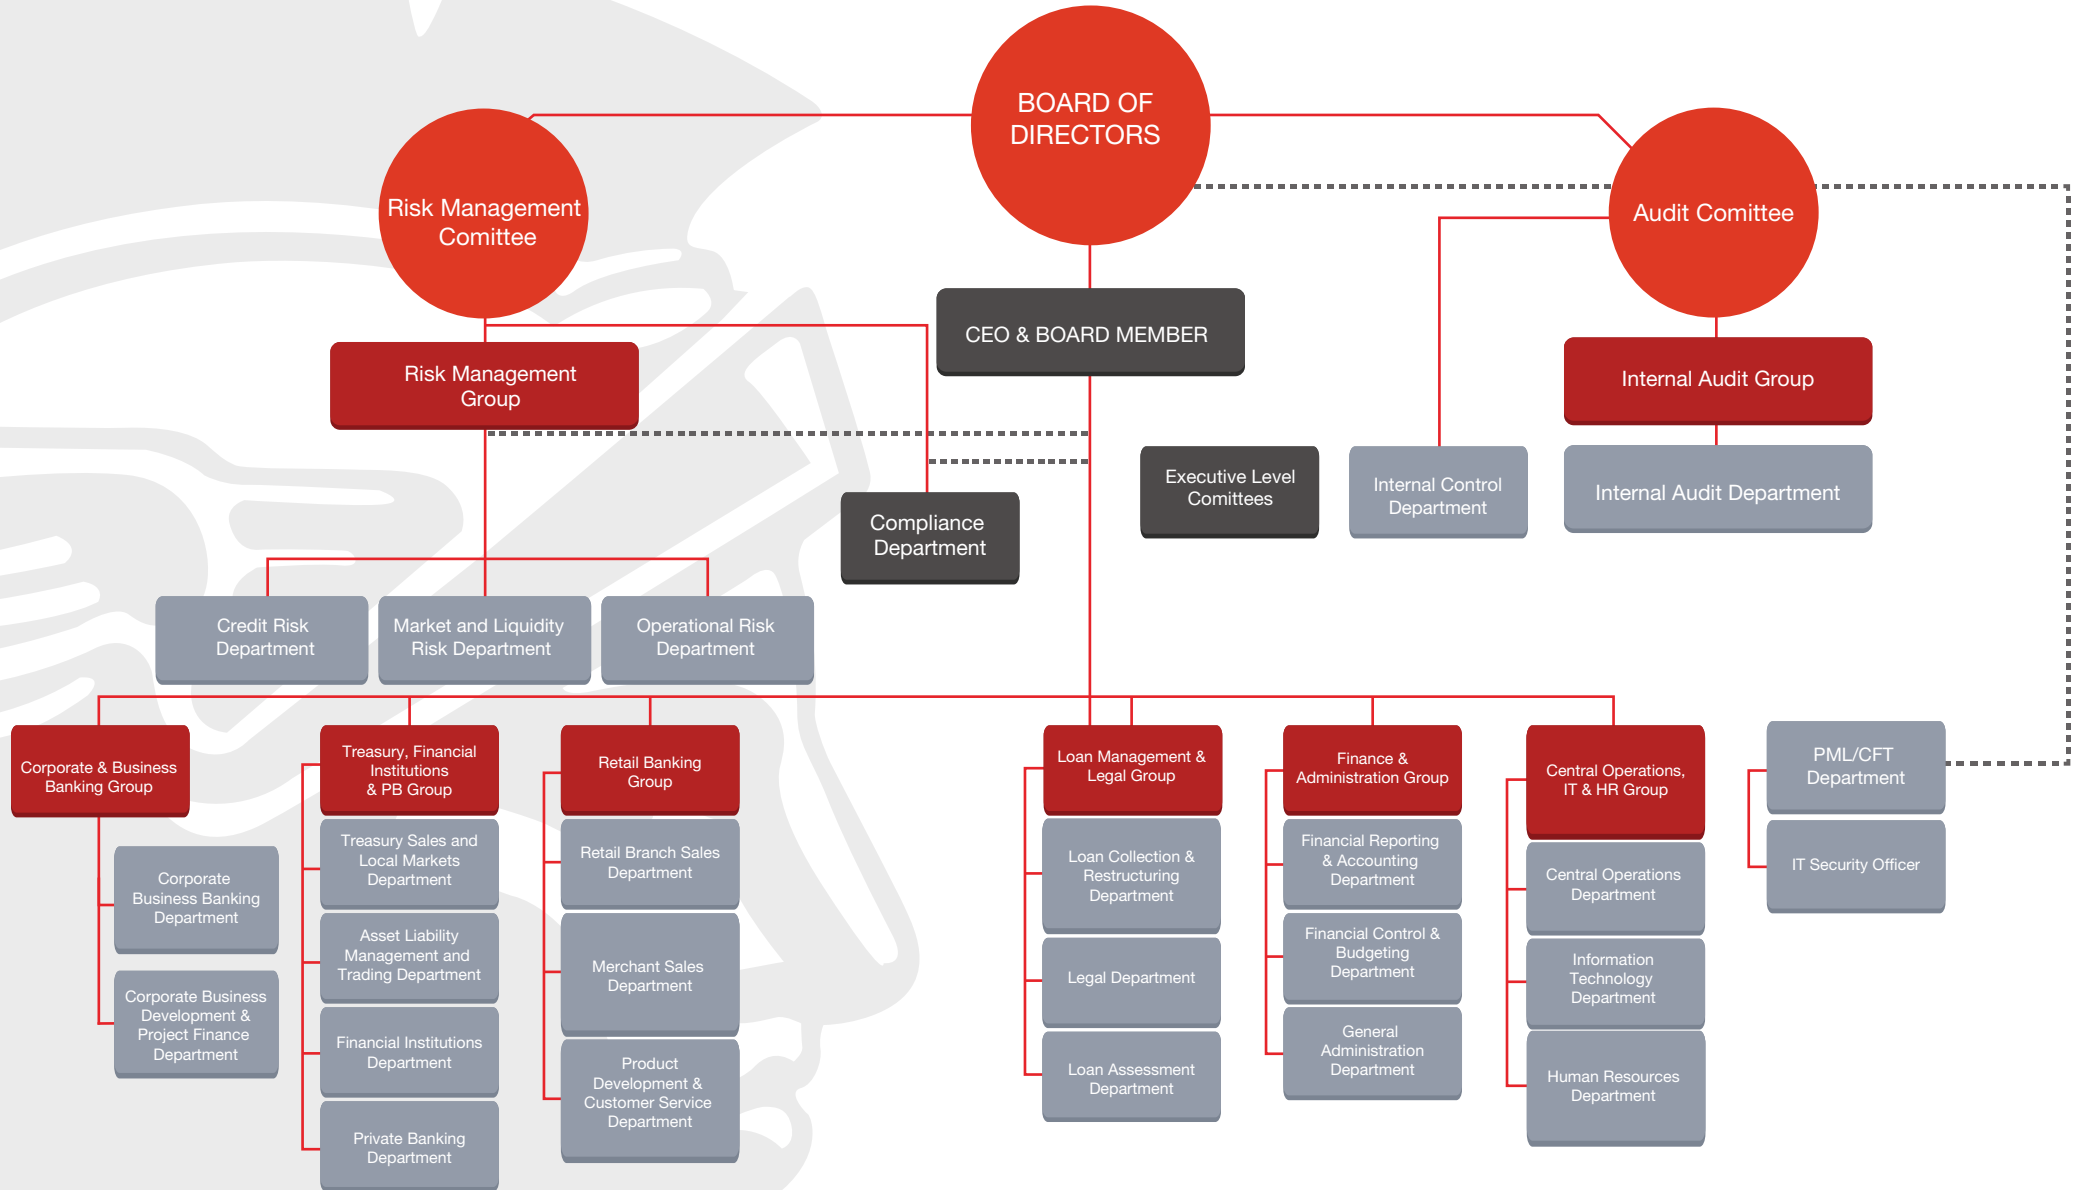 BOARD OF
DIRECTORS
Risk Management
Comittee
Audit Comittee
CEO & BOARD MEMBER
Risk Management
Group
Internal Audit Group
Executive Level
Comittees
Internal Control
Department
Internal Audit Department
Compliance
Department
Credit Risk
Department
Market and Liquidity
Risk Department
Operational Risk
Department
Corporate & Business
Banking Group
Corporate
Business Banking
Department
Corporate Business
Development &
Project Finance
Department
Treasury, Financial
Institutions
& PB Group
Treasury Sales and
Local Markets
Department
Asset Liability
Management and
Trading Department
Financial Institutions
Department
Private Banking
Department
Retail Banking
Group
Retail Branch Sales
Department
Merchant Sales
Department
Product
Development &
Customer Service
Department
Loan Management &
Legal Group
Loan Collection &
Restructuring
Department
Legal Department
Loan Assessment
Department
Finance &
Administration Group
Financial Reporting
& Accounting
Department
Financial Control &
Budgeting
Department
General
Administration
Department
Central Operations,
IT & HR Group
Central Operations
Department
Information
Technology
Department
Human Resources
Department
PML/CFT
Department
IT Security Officer